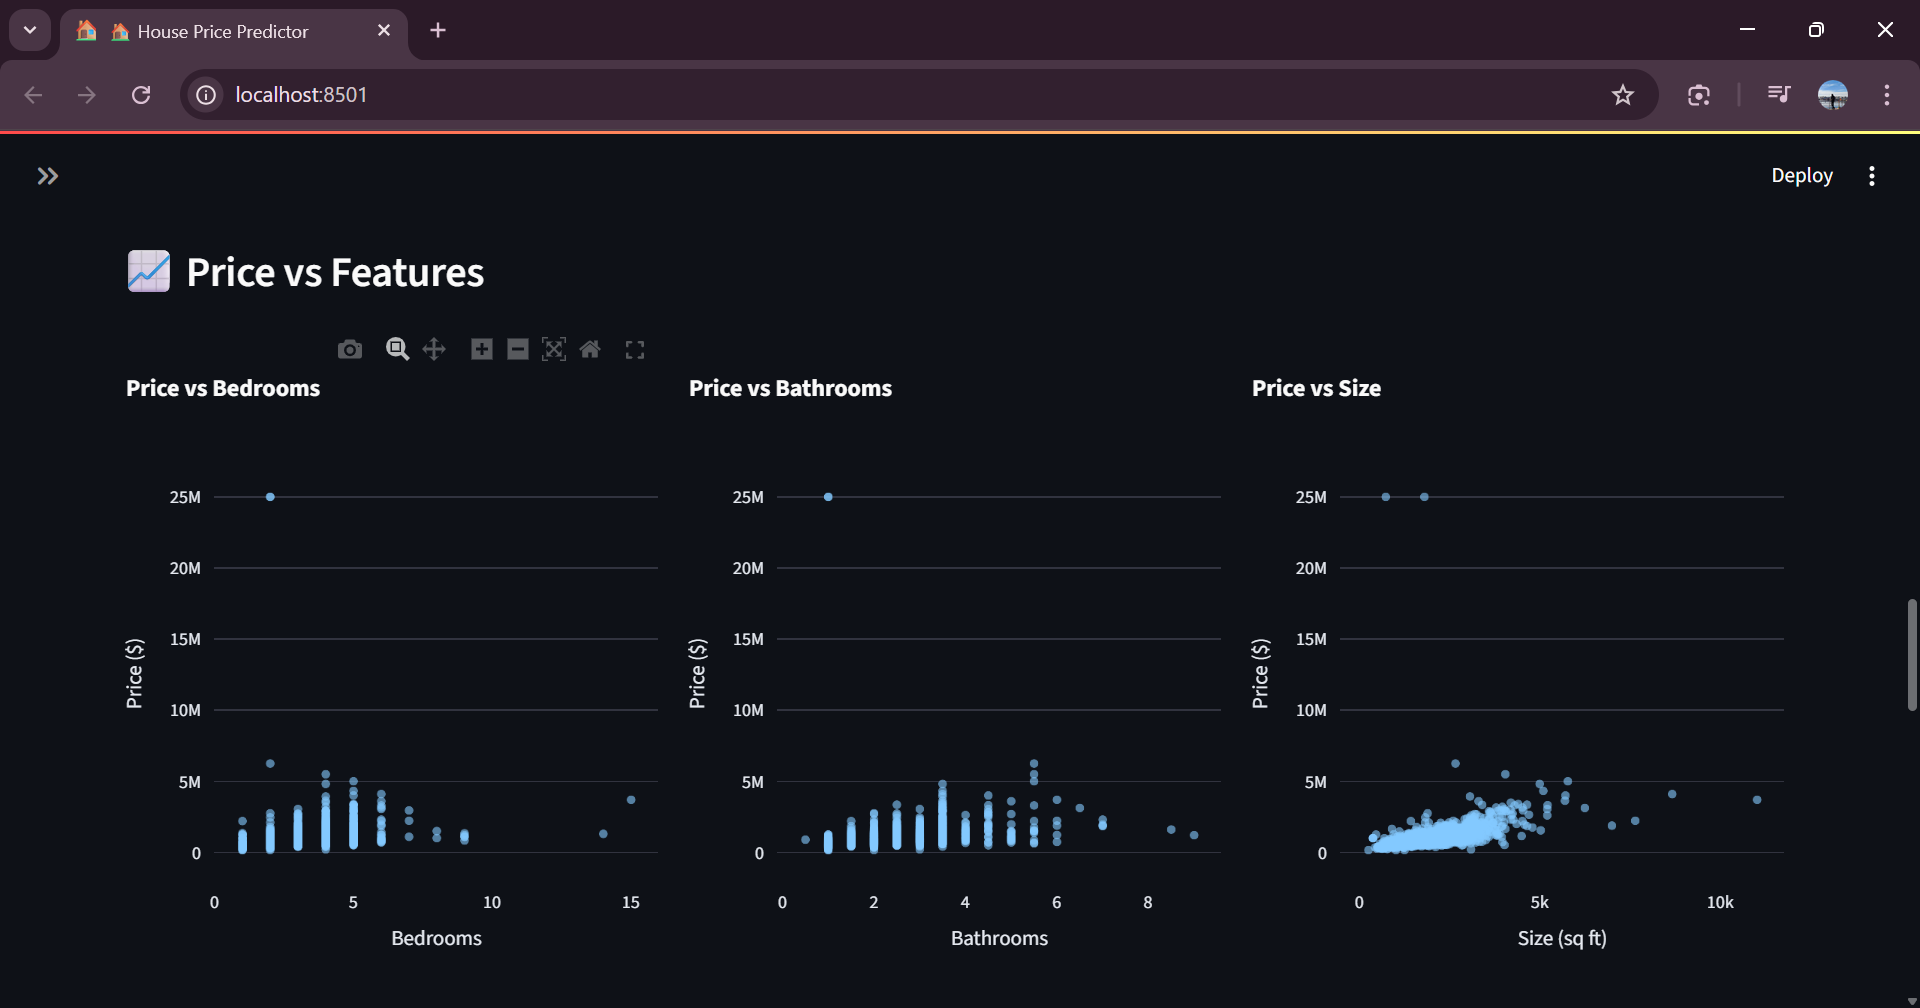 House Price Predictor
localhost:8501
Deploy
Price vs Features
Price vs Bedrooms
25M
20M
15M
10M
5M
0
Price ($)
0 5 10 15
Bedrooms
Price vs Bathrooms
25M
20M
15M
10M
5M
0
Price ($)
0 2 4 6 8
Bathrooms
Price vs Size
25M
20M
15M
10M
5M
0
Price ($)
0 5k 10k
Size (sq ft)